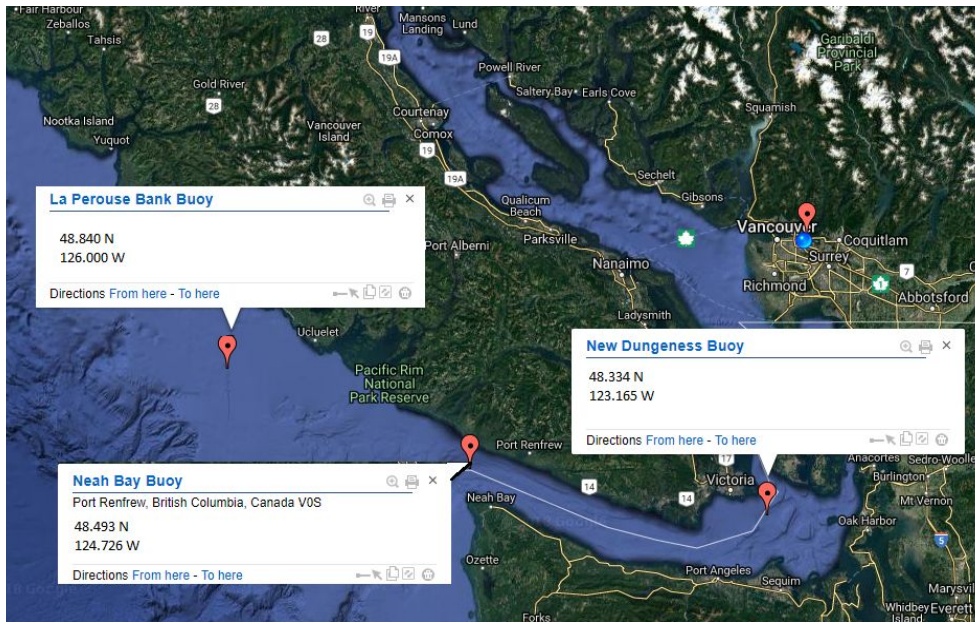 Fair Harbour
Zeballos
Tahsis
River
28
19
19A
Mansons
Landing
Lund
Garibaldi
Provincial
Park
Powell River
Saltery Bay
Earls Cove
Squamish
Gold River
28
Nootka Island
Yuquot
Vancouver
Island
Courtenay
Comox
19
19A
Sechelt
Gibsons
Qualicum
Beach
Parksville
Port Alberni
Nanaimo
Ladysmith
Vancouver
Coquitlam
Surrey
Richmond
7
1
Abbotsford
La Perouse Bank Buoy
48.840 N
126.000 W
Directions From here - To here
Ucluelet
Pacific Rim
National
Park Reserve
New Dungeness Buoy
48.334 N
123.165 W
Directions From here - To here
Port Renfrew
Neah Bay Buoy
Port Renfrew, British Columbia, Canada V0S
48.493 N
124.726 W
Directions From here - To here
Neah Bay
14
14
17
Victoria
Anacortes
Sedro-Woolle
Burlington
Mt Vernon
Oak Harbor
5
Ozette
Port Angeles
Sequim
Forks
Marysvil
Whidbey
Island
Everett